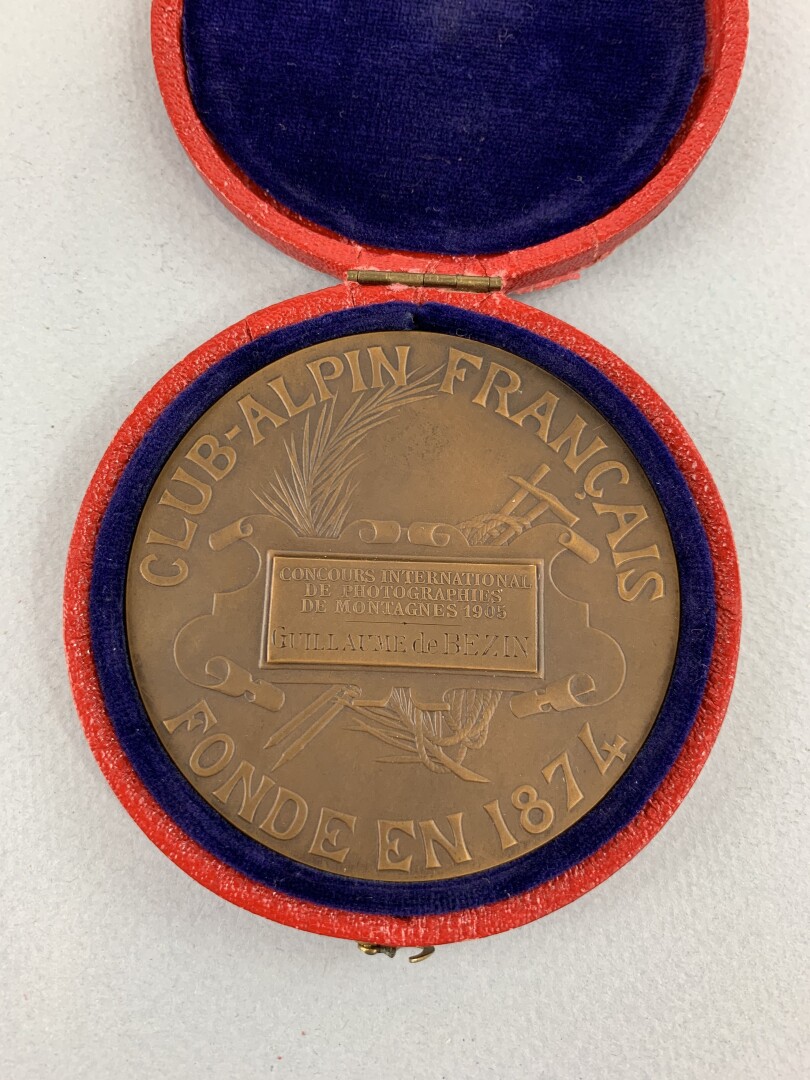 CLUB-ALPIN FRANÇAIS
CONCOURS INTERNATIONAL
DE PHOTOGRAPHIES
DE MONTAGNES 1905
GUILLAUME de BEZIN
FONDE EN 1874